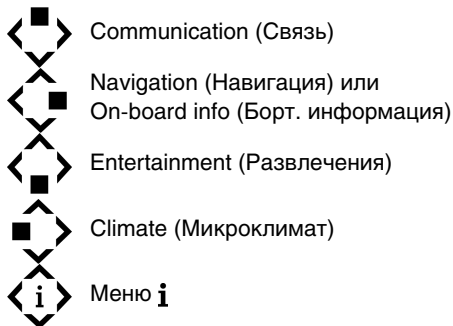 Communication (Связь)
Navigation (Навигация) или
On-board info (Борт. информация)
Entertainment (Развлечения)
Climate (Микроклимат)
i Меню i